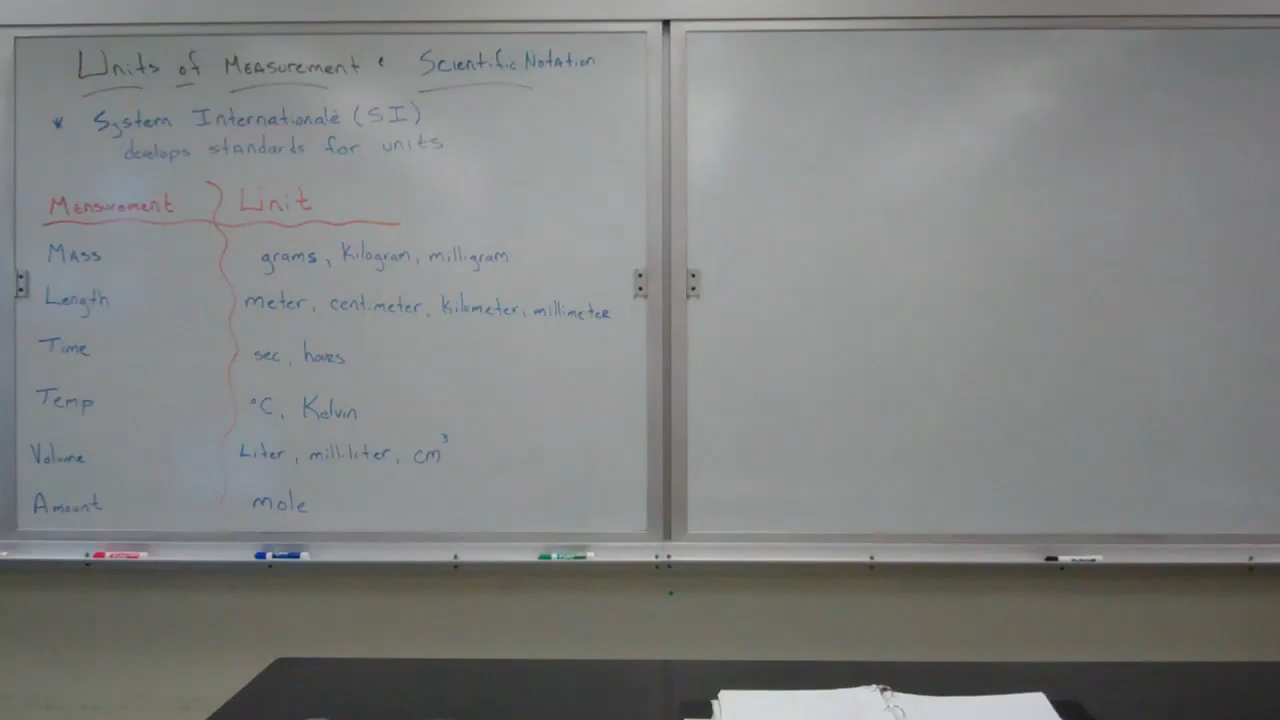 Units of Measurement & Scientific Notation
* System Internationalé (SI)
develops standards for units
Measurement Unit
Mass grams, Kilogram, milligram
Length meter, centimeter, Kilometer, millimeter
Time sec, hours
Temp °C, Kelvin
Volume Liter, milliliter, cm³
Amount mole